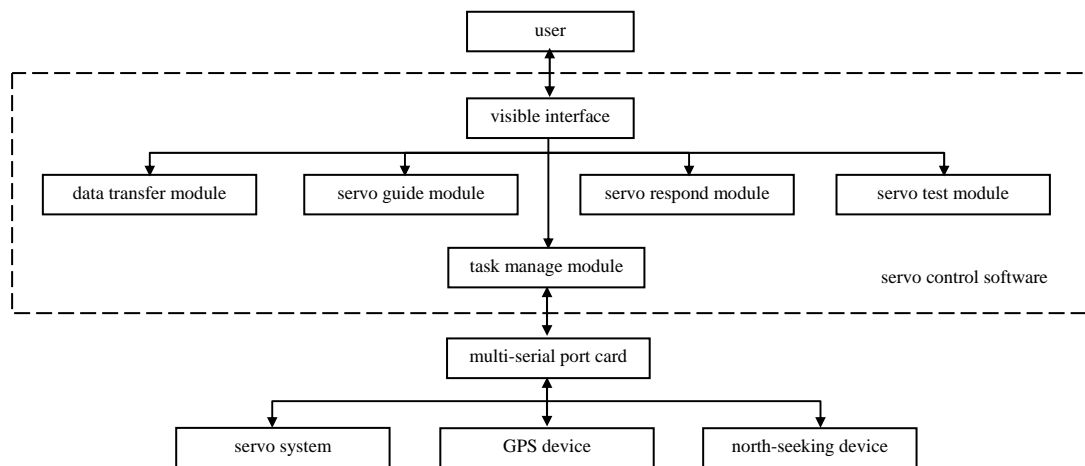 user
visible interface
data transfer module
servo guide module
servo respond module
servo test module
task manage module
servo control software
multi-serial port card
servo system
GPS device
north-seeking device